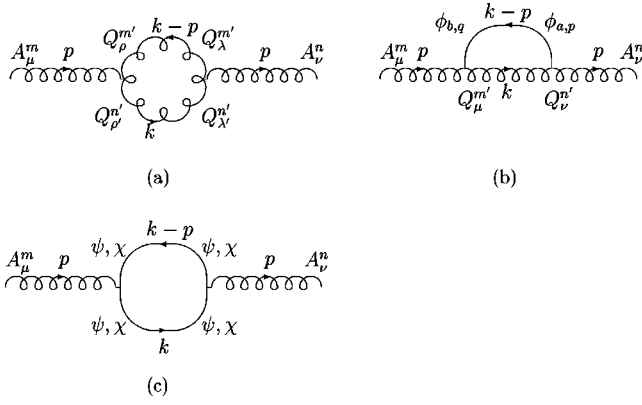 k − p
A^m_μ p Q^{m'}_ρ Q^{m'}_λ p A^n_ν
Q^{n'}_{ρ'} k Q^{n'}_{λ'}
(a)
k − p
ϕ_{b,q} ϕ_{a,p}
A^m_μ p p A^n_ν
Q^{m'}_μ k Q^{n'}_ν
(b)
k − p
ψ, χ ψ, χ
A^m_μ p p A^n_ν
ψ, χ ψ, χ
k
(c)